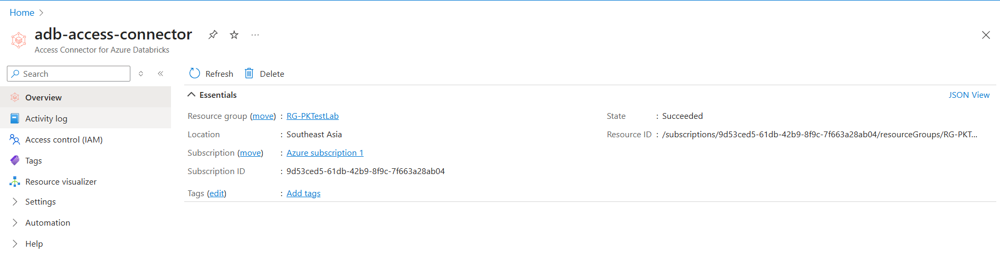 Home
adb-access-connector
Access Connector for Azure Databricks
Search
Refresh
Delete
Overview
Activity log
Access control (IAM)
Tags
Resource visualizer
Settings
Automation
Help
Essentials
JSON View
Resource group (move) : RG-PKTestLab
Location : Southeast Asia
Subscription (move) : Azure subscription 1
Subscription ID : 9d53ced5-61db-42b9-8f9c-7f663a28ab04
Tags (edit) : Add tags
State : Succeeded
Resource ID : /subscriptions/9d53ced5-61db-42b9-8f9c-7f663a28ab04/resourceGroups/RG-PKT...